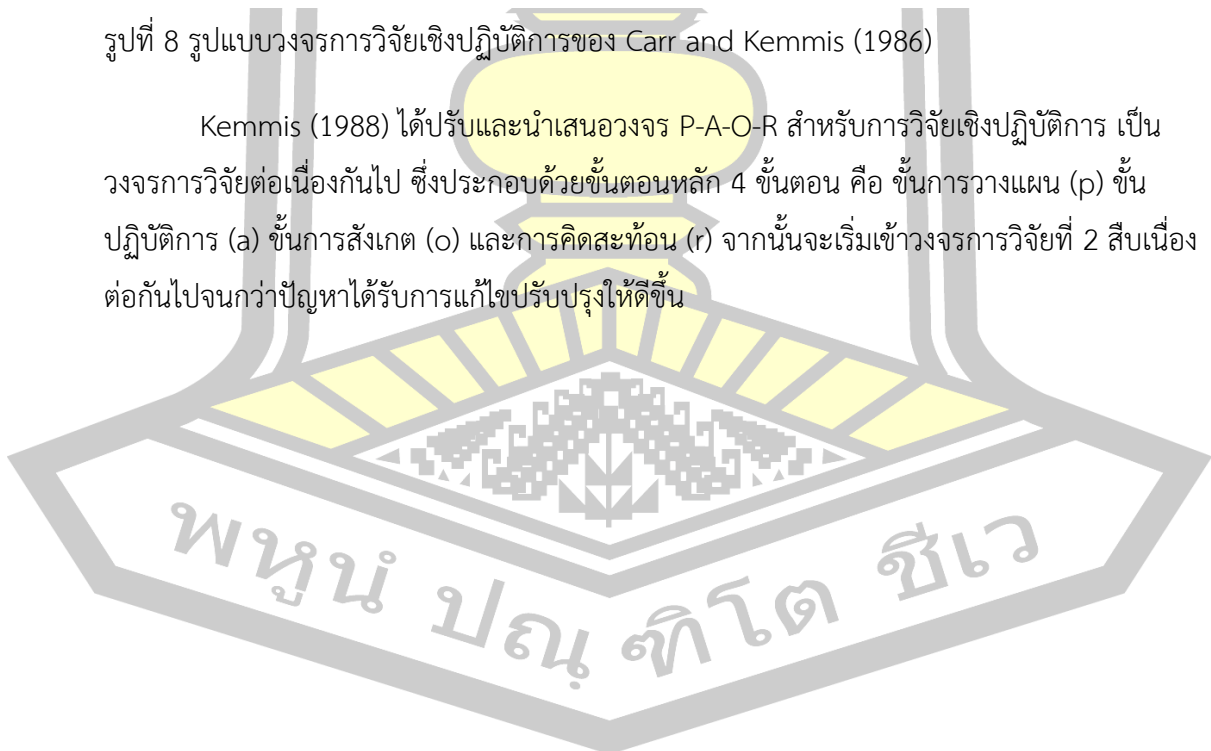 รูปที่ 8 รูปแบบวงจรการวิจัยเชิงปฏิบัติการของ Carr and Kemmis (1986)
Kemmis (1988) ได้ปรับและนำเสนอวงจร P-A-O-R สำหรับการวิจัยเชิงปฏิบัติการ เป็น
วงจรการวิจัยต่อเนื่องกันไป ซึ่งประกอบด้วยขั้นตอนหลัก 4 ขั้นตอน คือ ขั้นการวางแผน (p) ขั้น
ปฏิบัติการ (a) ขั้นการสังเกต (o) และการคิดสะท้อน (r) จากนั้นจะเริ่มเข้าวงจรการวิจัยที่ 2 สืบเนื่อง
ต่อกันไปจนกว่าปัญหาได้รับการแก้ไขปรับปรุงให้ดีขึ้น
พหูนํ ปณฺฑิโต ชีเว